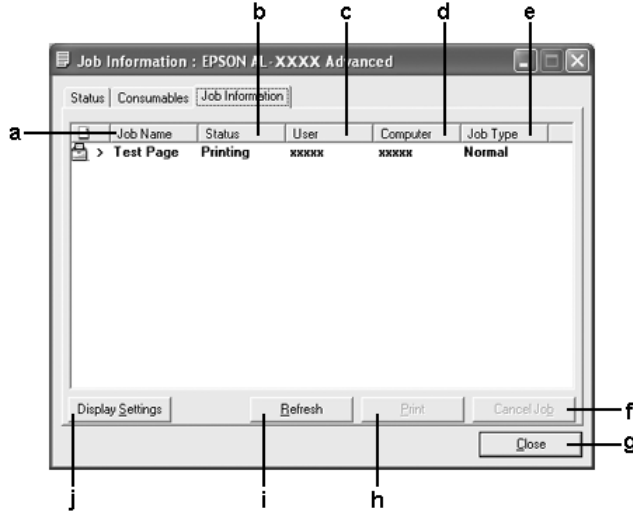 b c d e
Job Information : EPSON AL-XXXX Advanced
Status Consumables Job Information
a
Job Name Status User Computer Job Type
> Test Page Printing xxxxx xxxxx Normal
Display Settings Refresh Print Cancel Job
f
Close
g
j i h